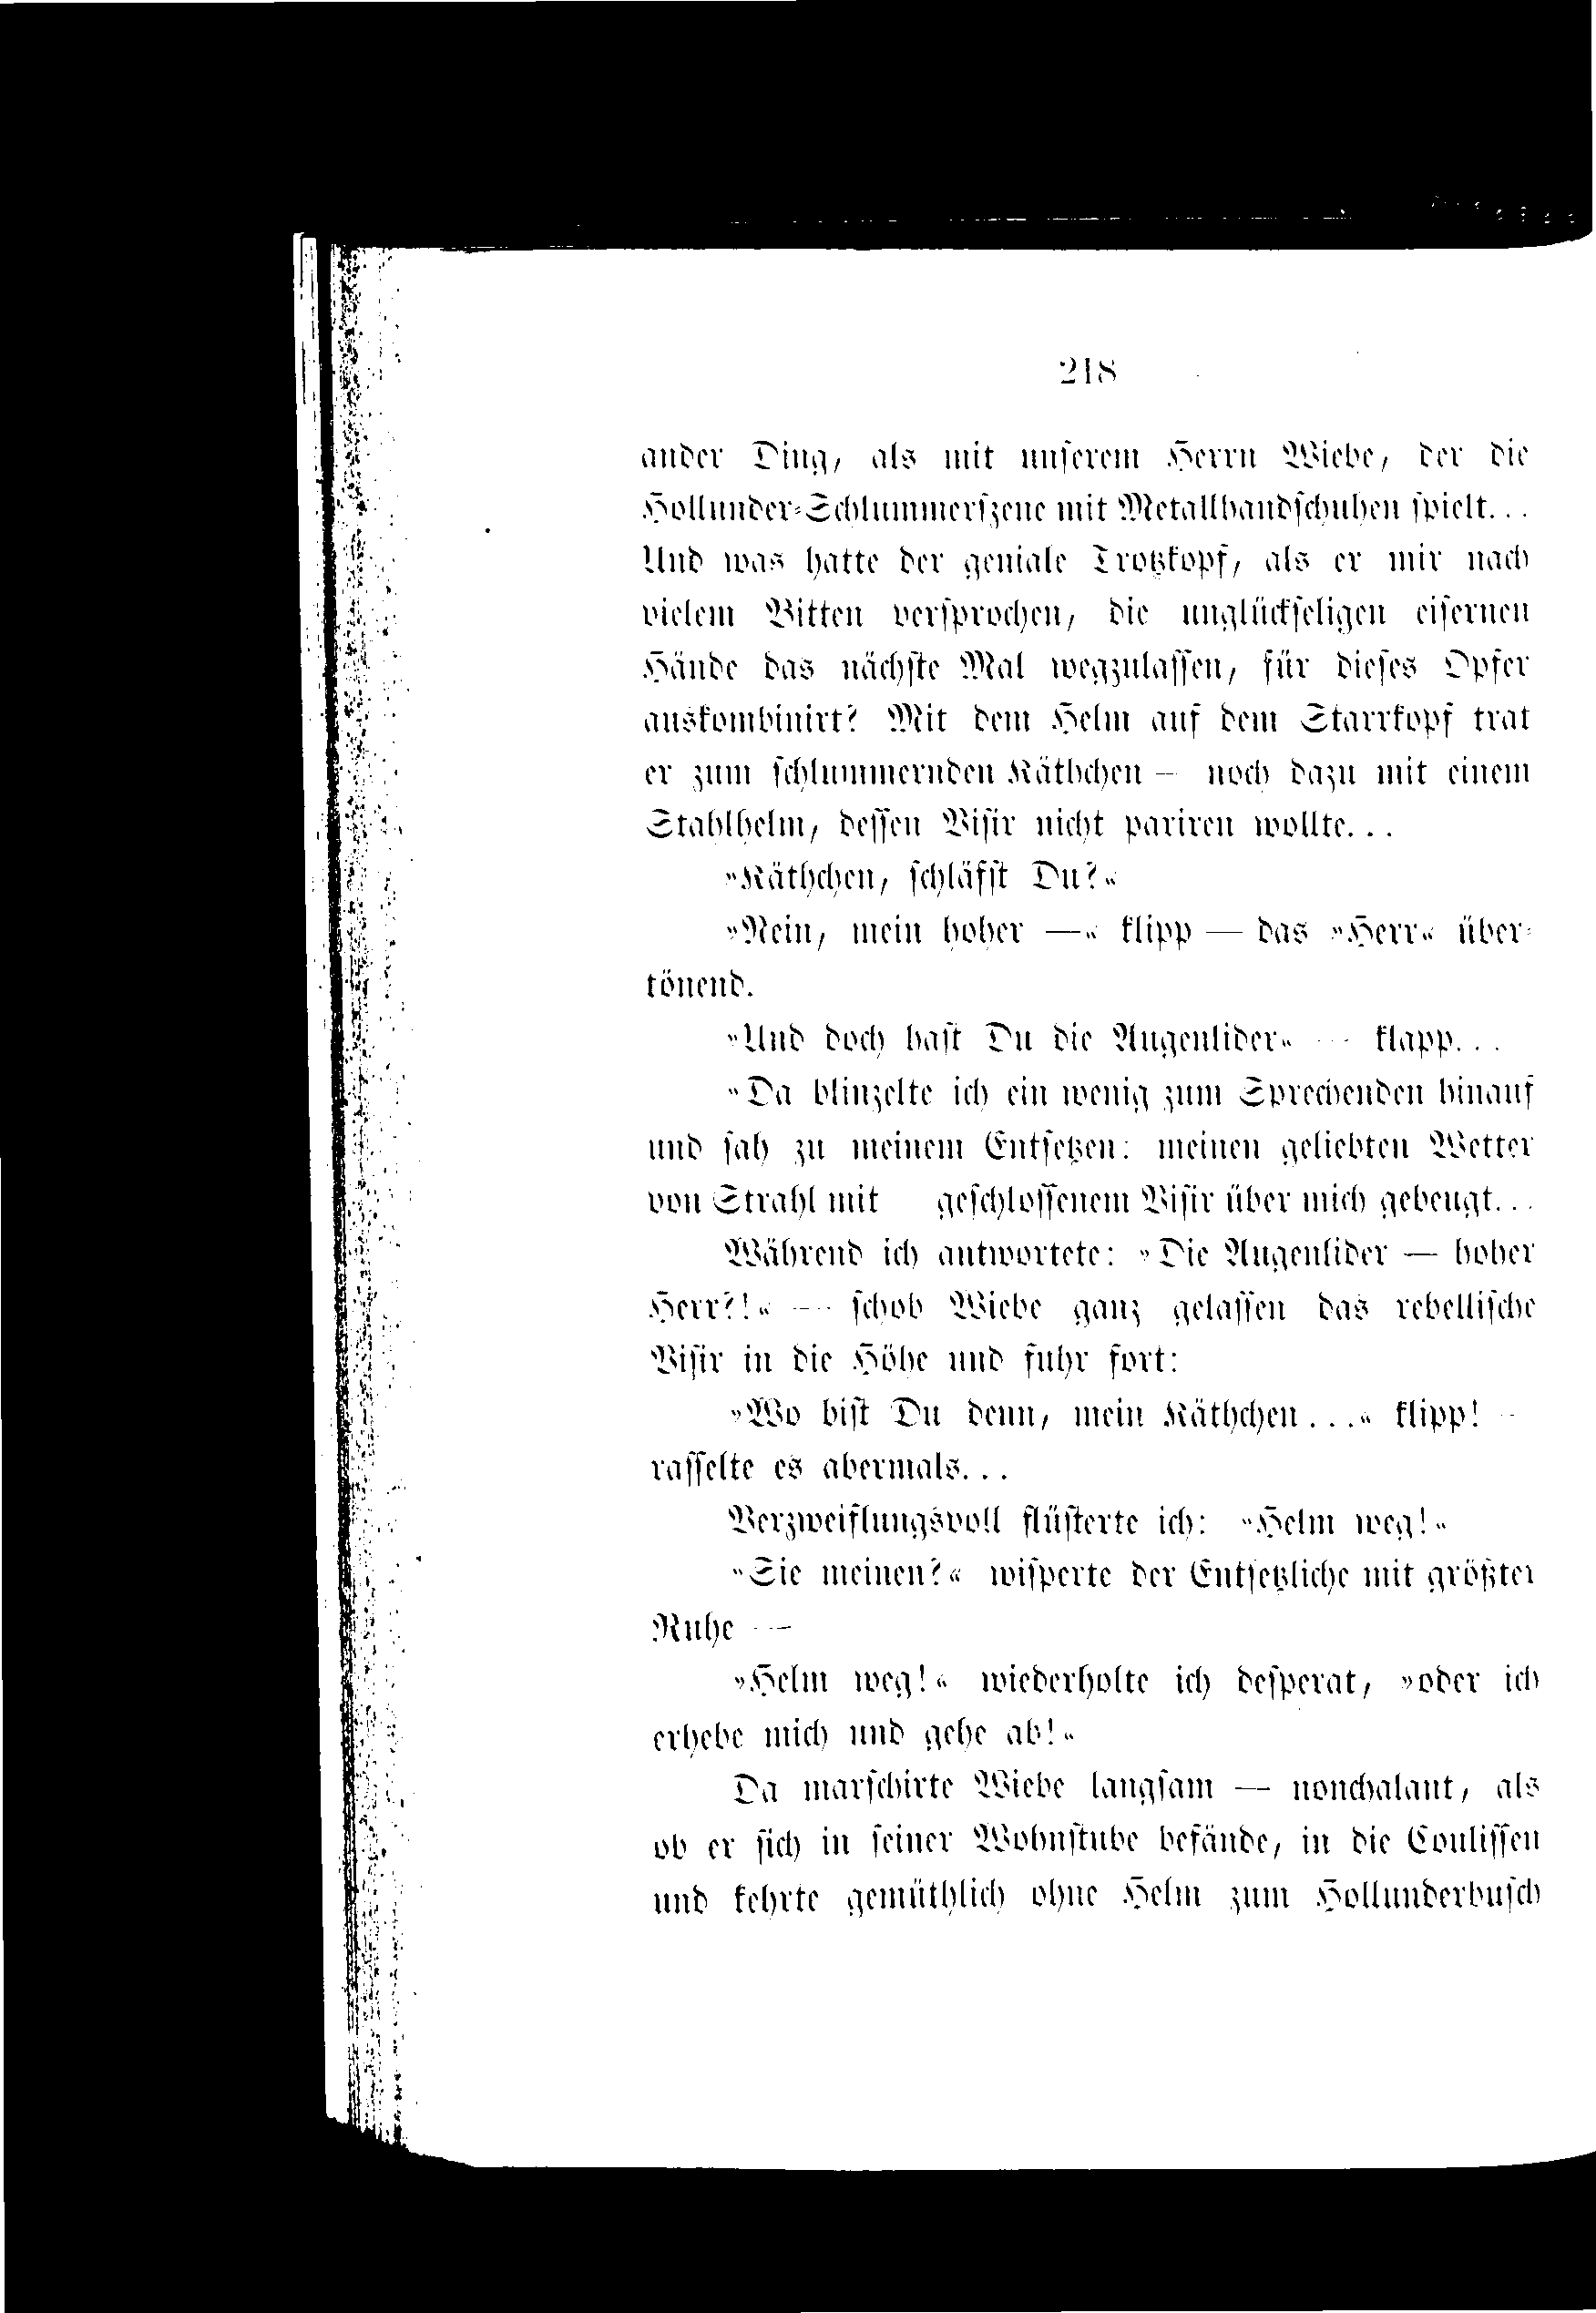 218
ander Ding, als mit unserem Herrn Wiebe, der die
Hollunder-Schlummerszene mit Metallhandschuhen spielt...
Und was hatte der geniale Trotzkopf, als er mir nach
vielem Bitten versprochen, die unglückseligen eisernen
Hände das nächste Mal wegzulassen, für dieses Opfer
auskombinirt? Mit dem Helm auf dem Starrkopf trat
er zum schlummernden Käthchen — noch dazu mit einem
Stahlhelm, dessen Visir nicht pariren wollte...
»Käthchen, schläfst Du?«
»Nein, mein hoher —« klipp — das »Herr« über-
tönend.
»Und doch hast Du die Augenlider« — klapp...
»Da blinzelte ich ein wenig zum Sprechenden hinauf
und sah zu meinem Entsetzen: meinen geliebten Wetter
von Strahl mit geschlossenem Visir über mich gebeugt...
Während ich antwortete: »Die Augenlider — hoher
Herr?!« — schob Wiebe ganz gelassen das rebellische
Visir in die Höhe und fuhr fort:
»Wo bist Du denn, mein Käthchen...« klipp! —
rasselte es abermals...
Verzweiflungsvoll flüsterte ich: »Helm weg!«
»Sie meinen?« wisperte der Entsetzliche mit größter
Ruhe —
»Helm weg!« wiederholte ich desperat, »oder ich
erhebe mich und gehe ab!«
Da marschirte Wiebe langsam — nonchalant, als
ob er sich in seiner Wohnstube befände, in die Coulissen
und kehrte gemüthlich ohne Helm zum Hollunderbusch